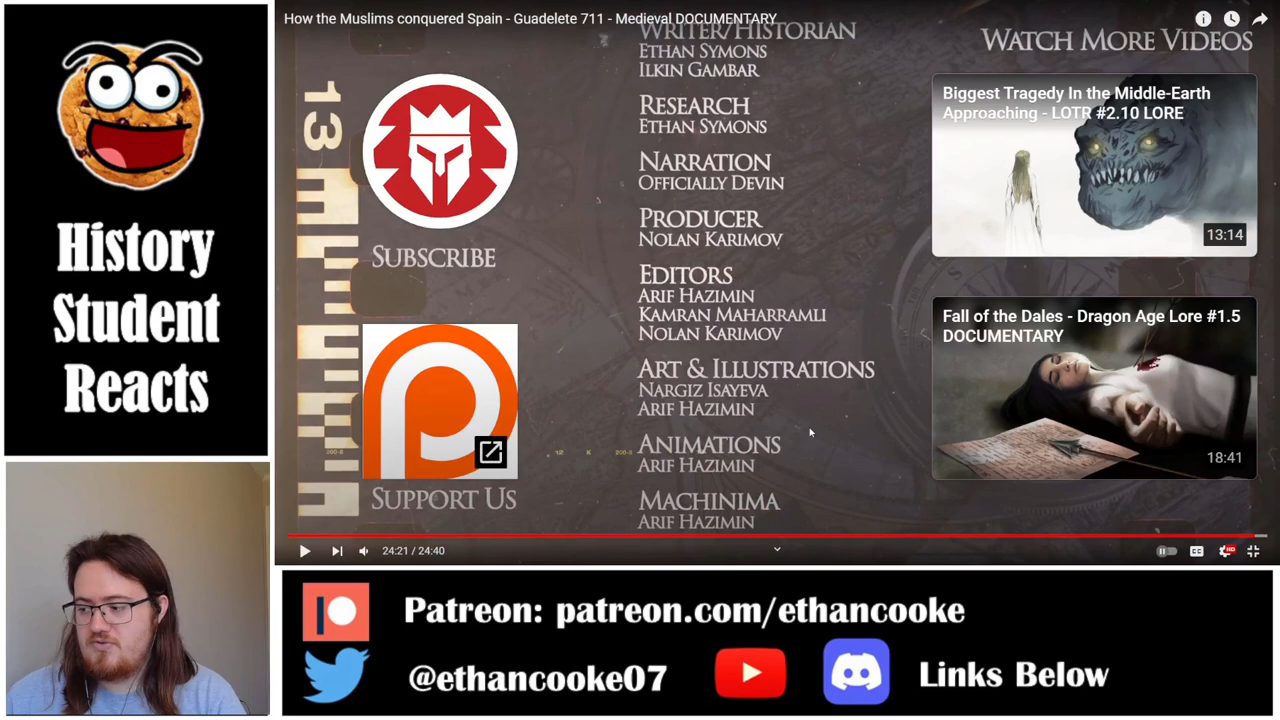 History
Student
Reacts
How the Muslims conquered Spain - Guadelete 711 - Medieval DOCUMENTARY
13
SUBSCRIBE
SUPPORT US
WRITER/HISTORIAN
ETHAN SYMONS
ILKIN GAMBAR
RESEARCH
ETHAN SYMONS
NARRATION
OFFICIALLY DEVIN
PRODUCER
NOLAN KARIMOV
EDITORS
ARIF HAZIMIN
KAMRAN MAHARRAMLI
NOLAN KARIMOV
ART & ILLUSTRATIONS
NARGIZ ISAYEVA
ARIF HAZIMIN
ANIMATIONS
ARIF HAZIMIN
MACHINIMA
ARIF HAZIMIN
WATCH MORE VIDEOS
Biggest Tragedy In the Middle-Earth
Approaching - LOTR #2.10 LORE
13:14
Fall of the Dales - Dragon Age Lore #1.5
DOCUMENTARY
18:41
24:21 / 24:40
CC
HD
Patreon: patreon.com/ethancooke
@ethancooke07
Links Below